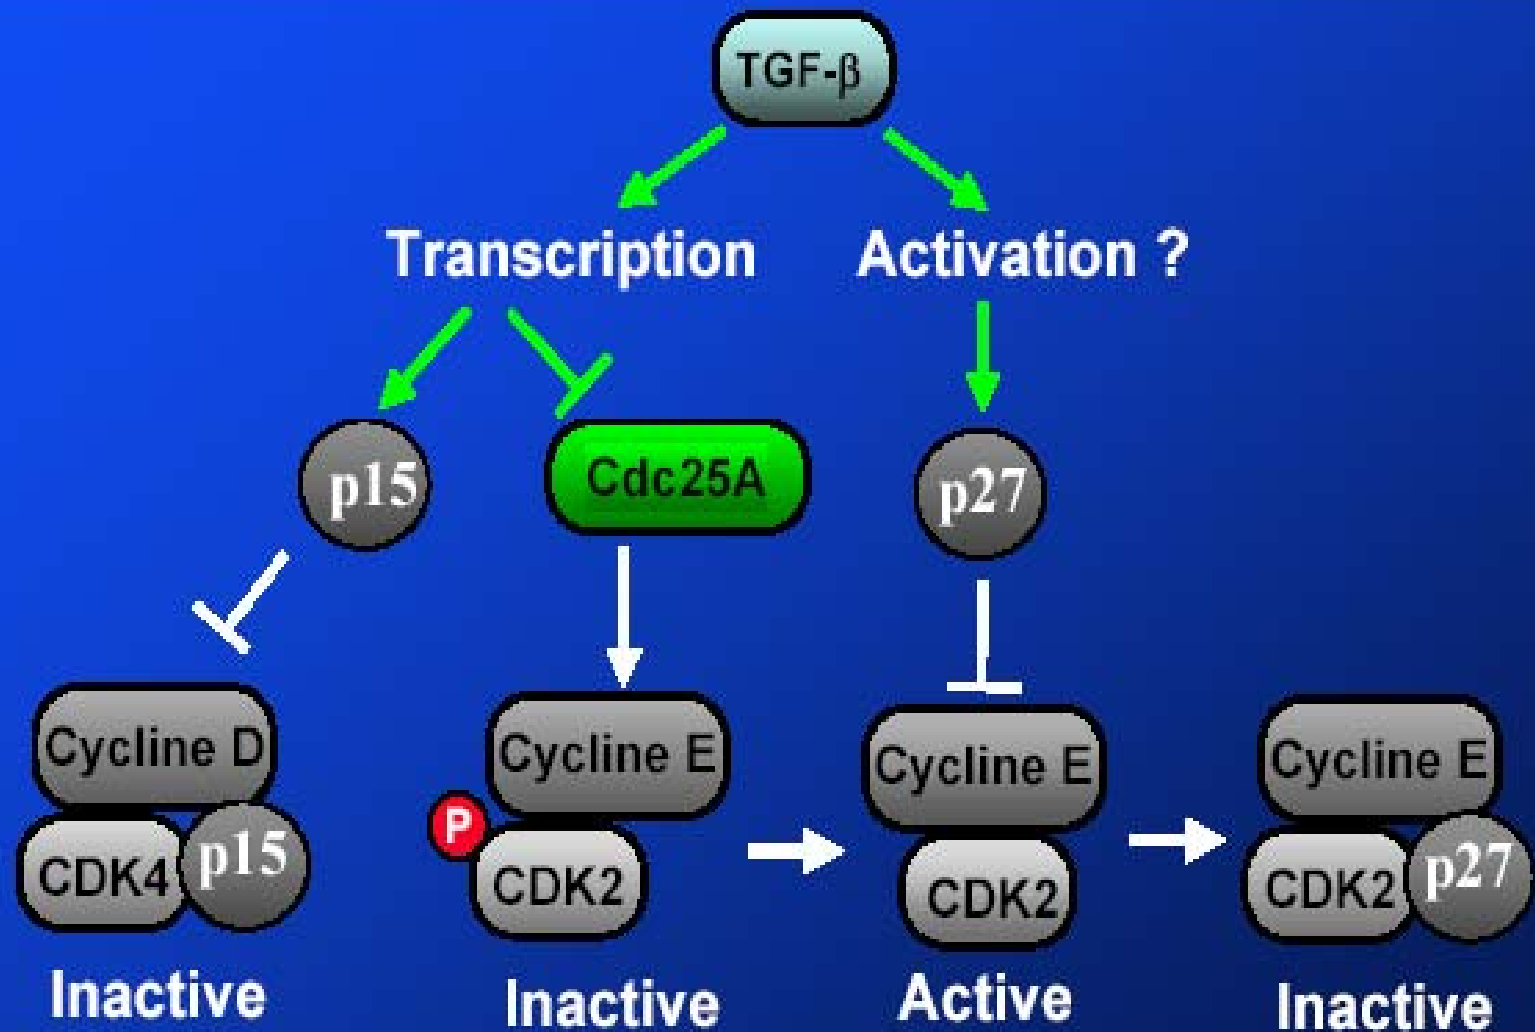 TGF-β
Transcription
Activation ?
p15
Cdc25A
p27
Cycline D
CDK4
p15
Inactive
Cycline E
P
CDK2
Inactive
Cycline E
CDK2
Active
Cycline E
CDK2
p27
Inactive